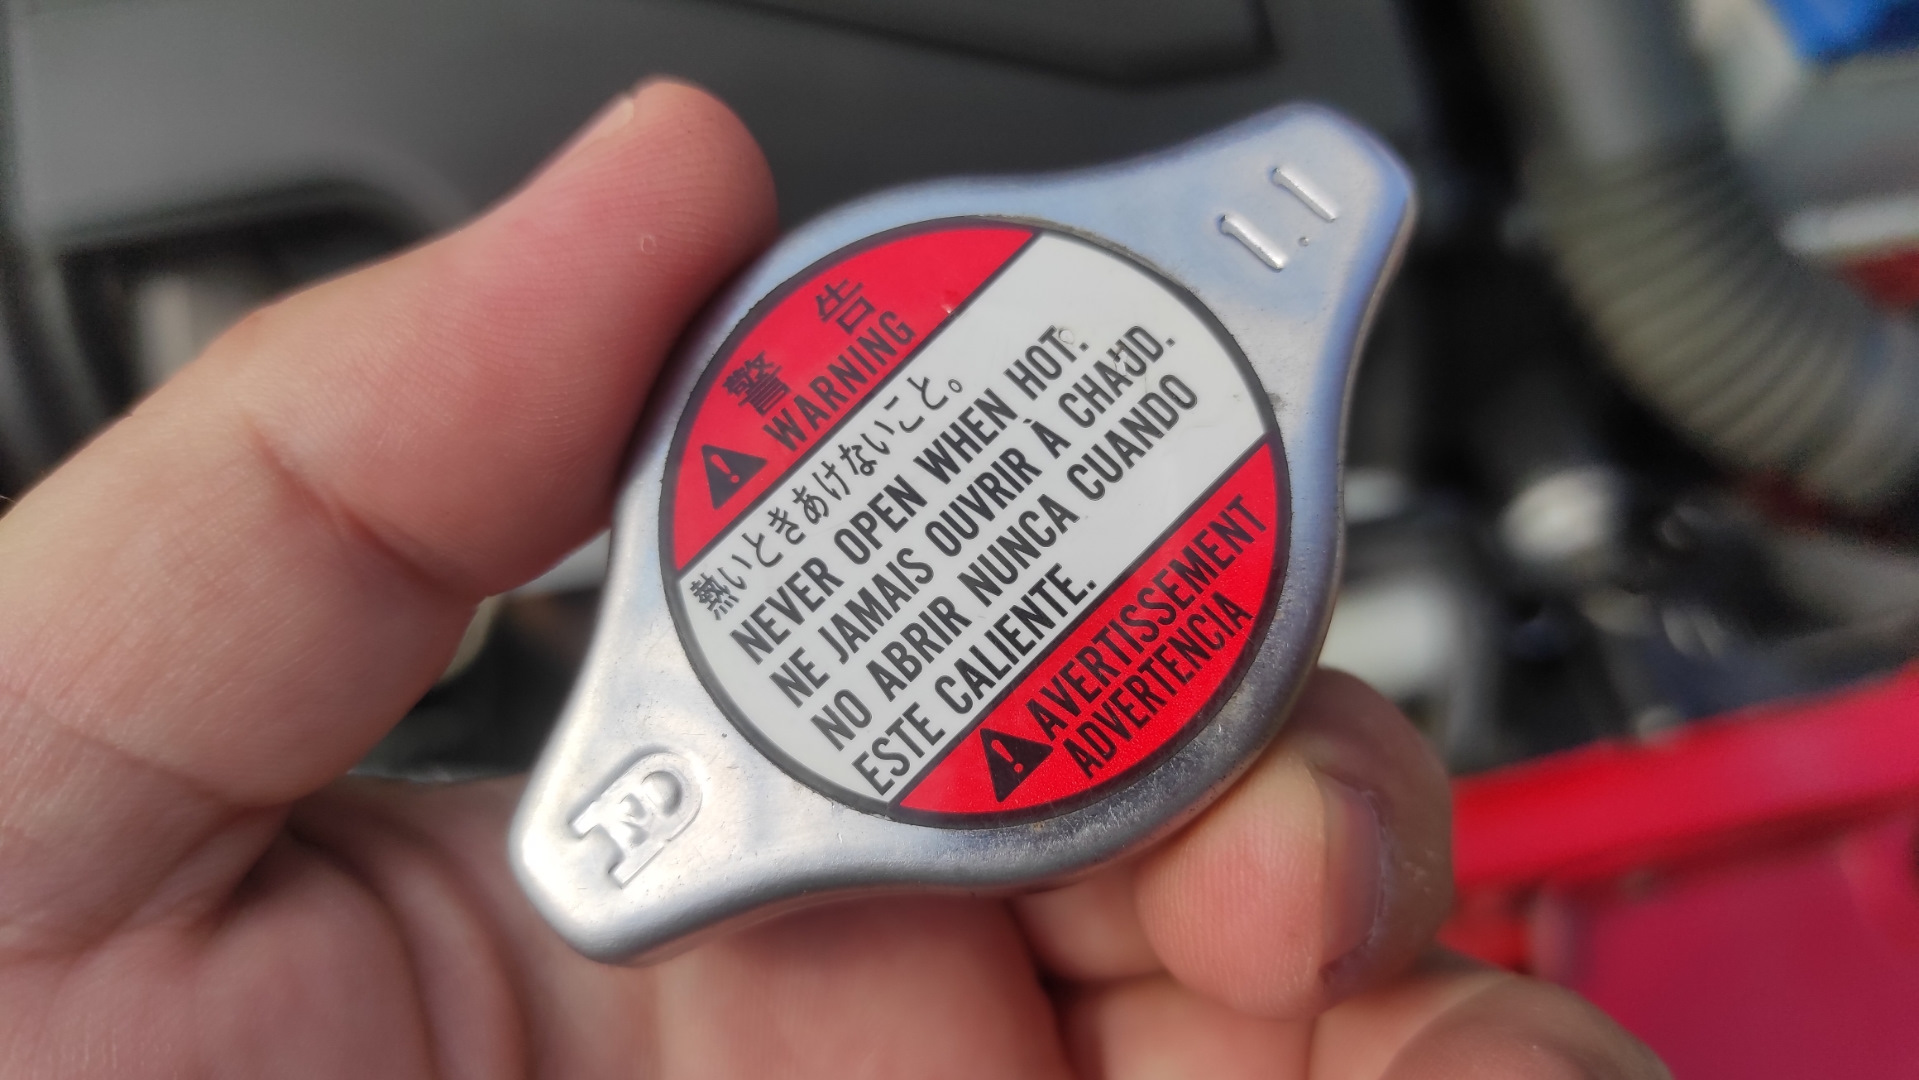 1.1
警告
⚠ WARNING
熱いときあけないこと。
NEVER OPEN WHEN HOT.
NE JAMAIS OUVRIR À CHAUD.
NO ABRIR NUNCA CUANDO
ESTE CALIENTE.
⚠ AVERTISSEMENT
ADVERTENCIA